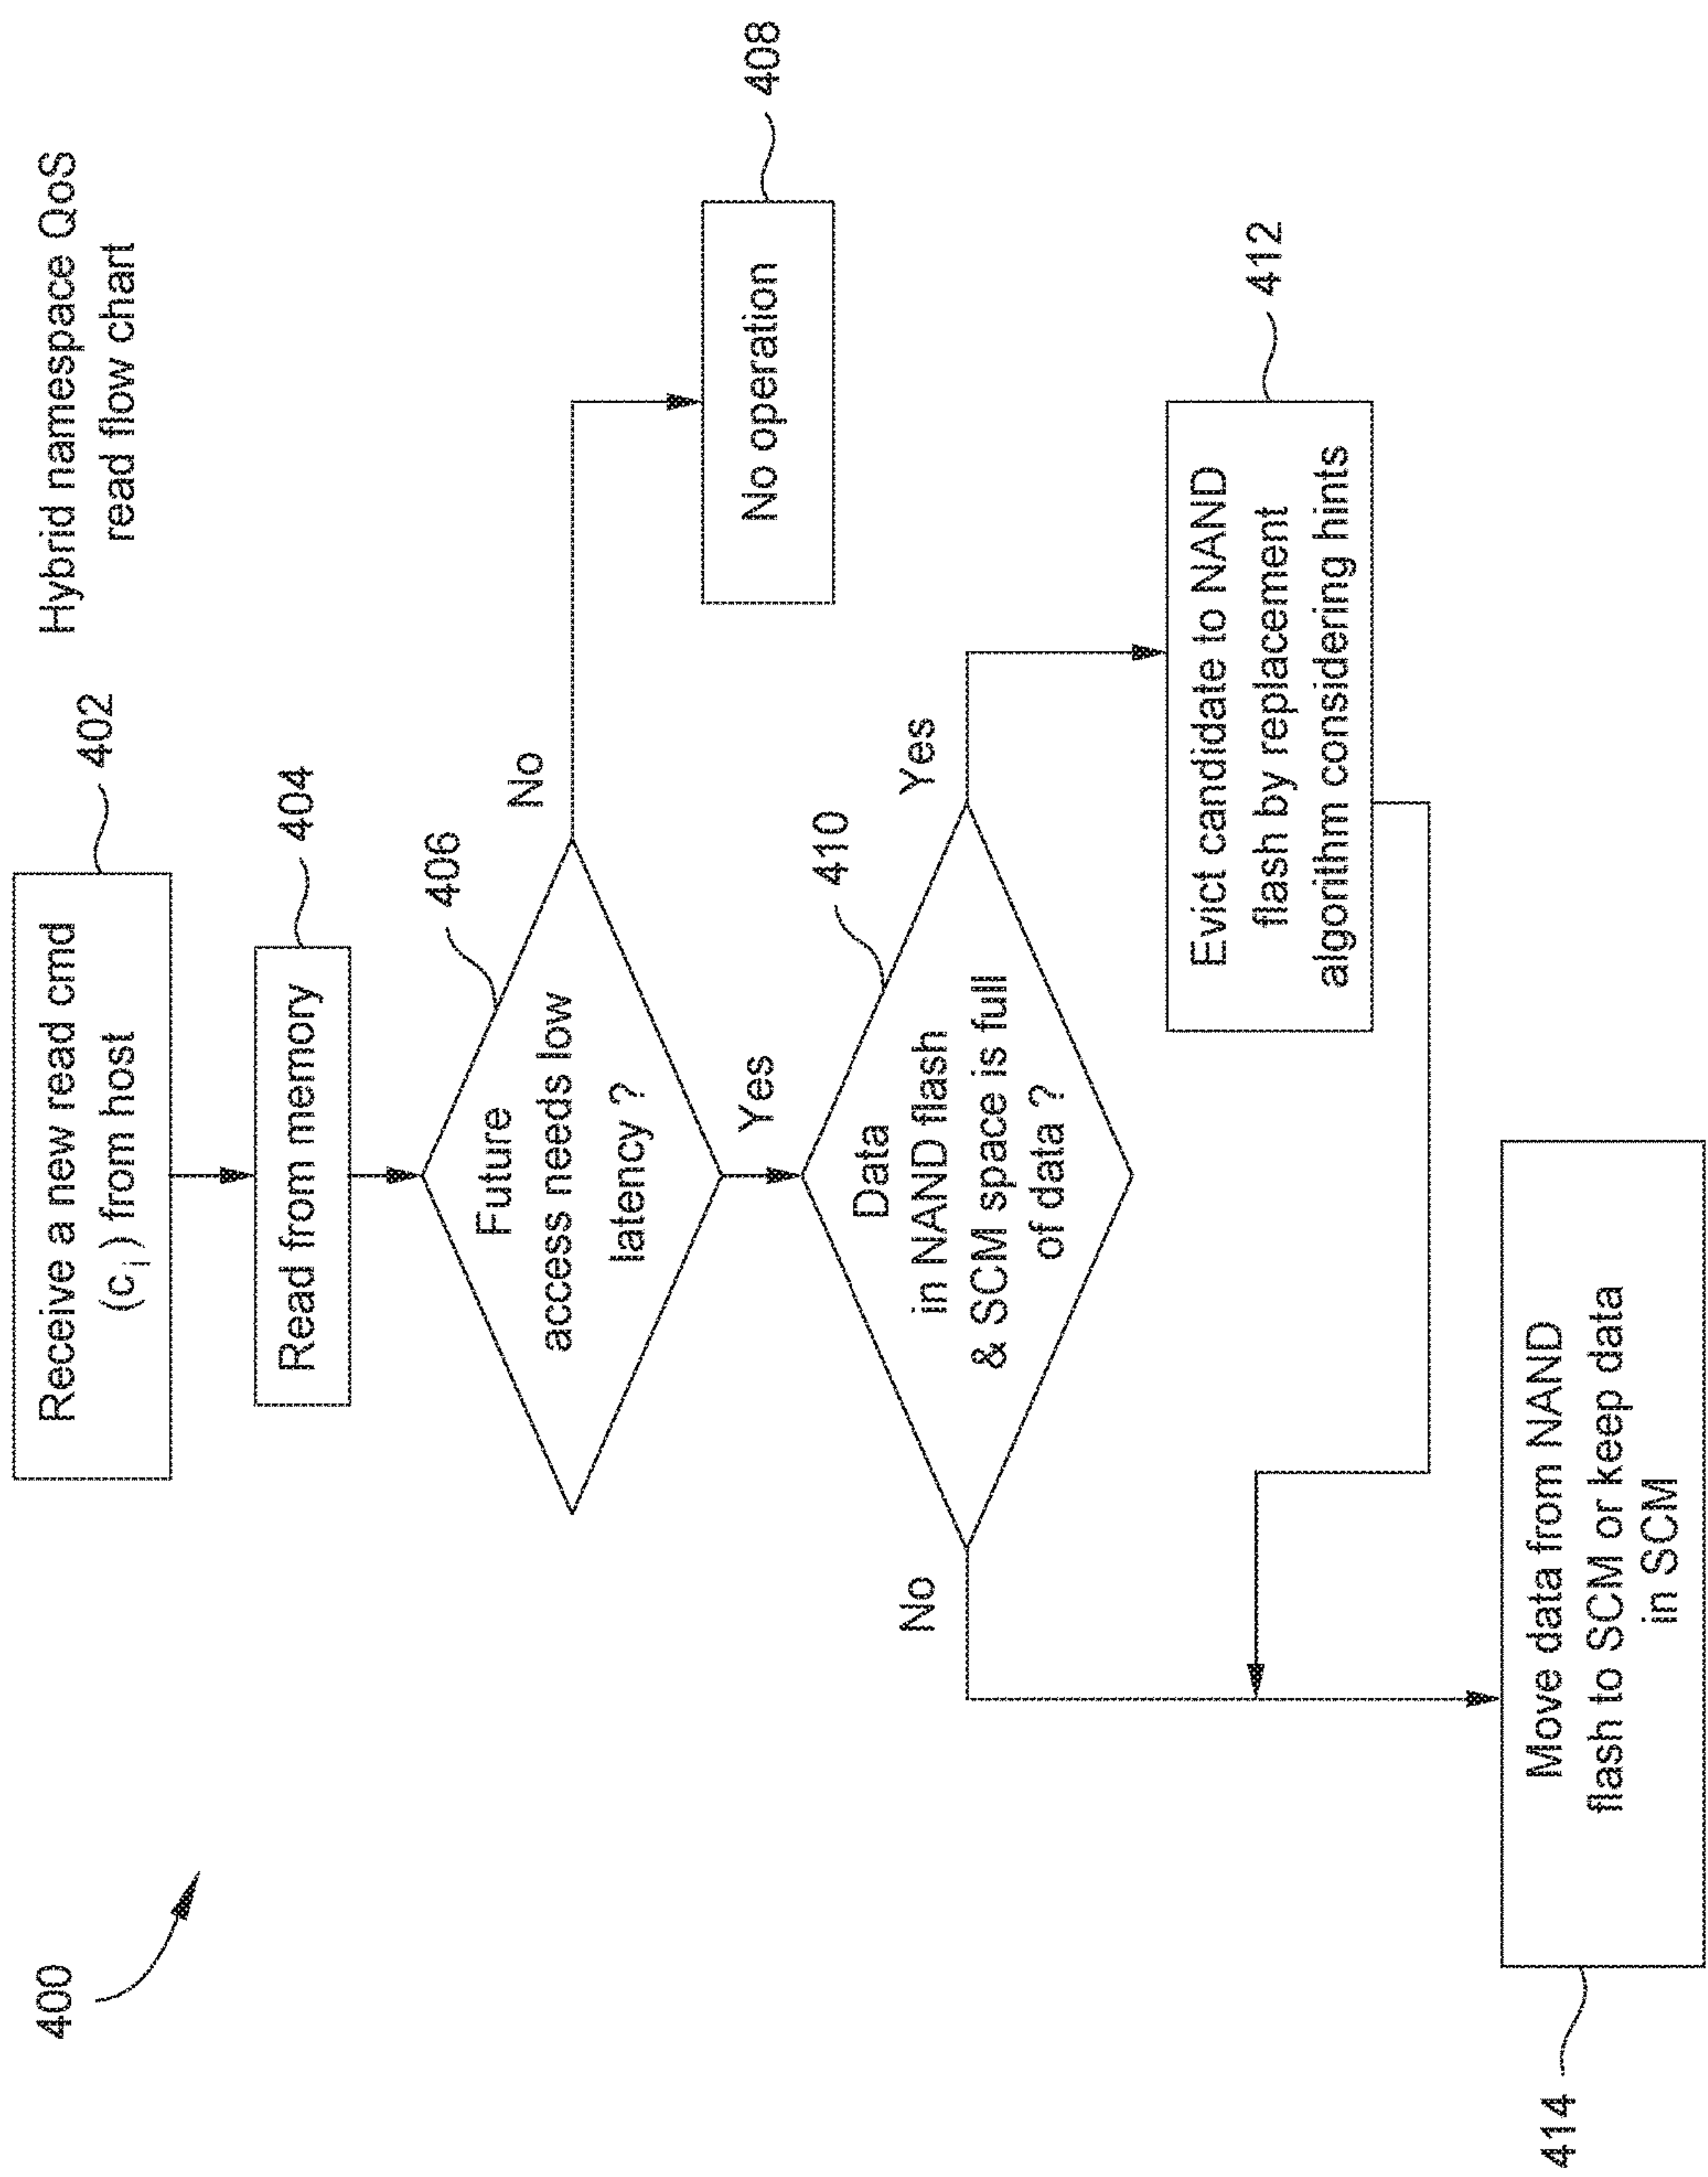 400
Hybrid namespace QoS
read flow chart
Receive a new read cmd
(ci) from host
402
Read from memory
404
Future
access needs low
latency ?
406
No
No operation
408
Yes
Data
in NAND flash
& SCM space is full
of data ?
410
Yes
No
Evict candidate to NAND
flash by replacement
algorithm considering hints
412
Move data from NAND
flash to SCM or keep data
in SCM
414